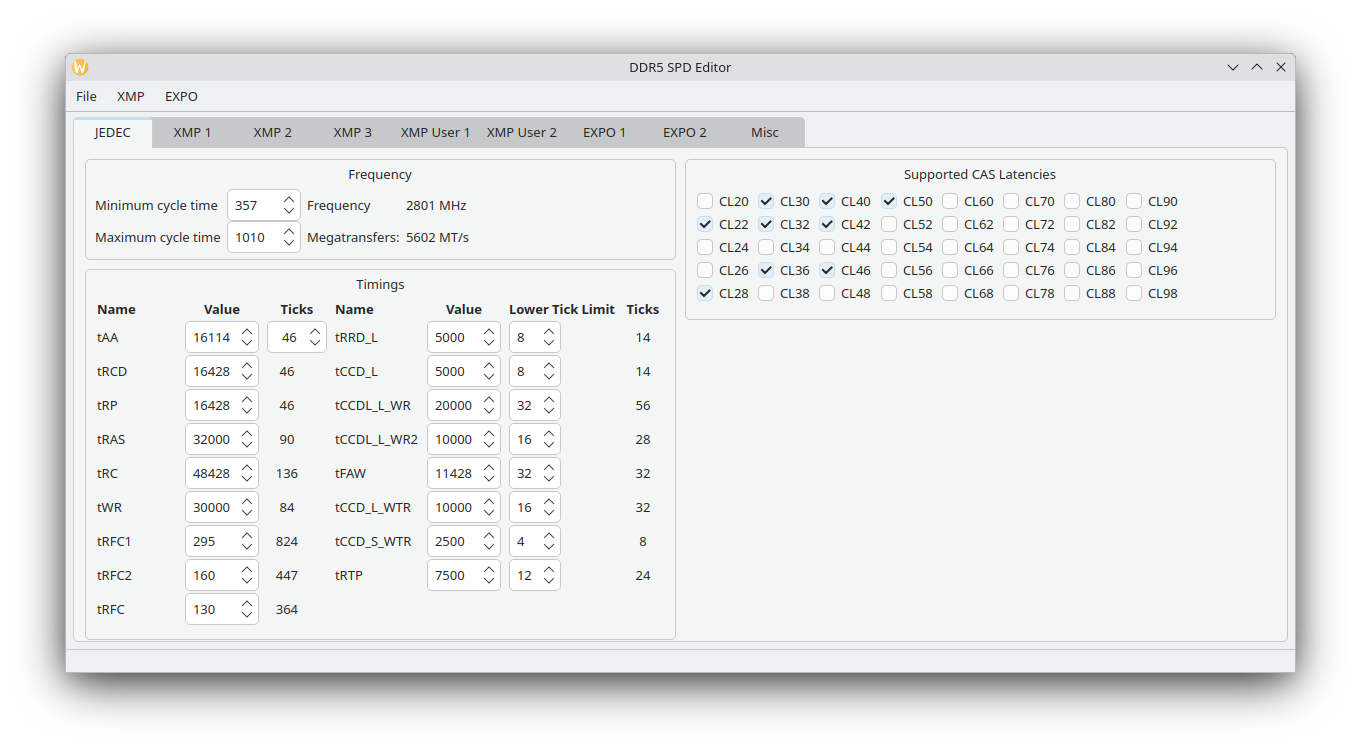 W DDR5 SPD Editor
File XMP EXPO
JEDEC XMP 1 XMP 2 XMP 3 XMP User 1 XMP User 2 EXPO 1 EXPO 2 Misc
Frequency
Minimum cycle time 357 Frequency 2801 MHz
Maximum cycle time 1010 Megatransfers: 5602 MT/s
Timings
Name Value Ticks Name Value Lower Tick Limit Ticks
tAA 16114 46 tRRD_L 5000 8 14
tRCD 16428 46 tCCD_L 5000 8 14
tRP 16428 46 tCCDL_L_WR 20000 32 56
tRAS 32000 90 tCCDL_L_WR2 10000 16 28
tRC 48428 136 tFAW 11428 32 32
tWR 30000 84 tCCD_L_WTR 10000 16 32
tRFC1 295 824 tCCD_S_WTR 2500 4 8
tRFC2 160 447 tRTP 7500 12 24
tRFC 130 364
Supported CAS Latencies
CL20 CL30 CL40 CL50 CL60 CL70 CL80 CL90
CL22 CL32 CL42 CL52 CL62 CL72 CL82 CL92
CL24 CL34 CL44 CL54 CL64 CL74 CL84 CL94
CL26 CL36 CL46 CL56 CL66 CL76 CL86 CL96
CL28 CL38 CL48 CL58 CL68 CL78 CL88 CL98